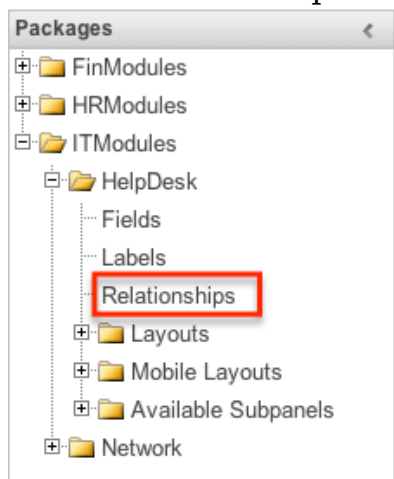 Packages
FinModules
HRModules
ITModules
HelpDesk
Fields
Labels
Relationships
Layouts
Mobile Layouts
Available Subpanels
Network